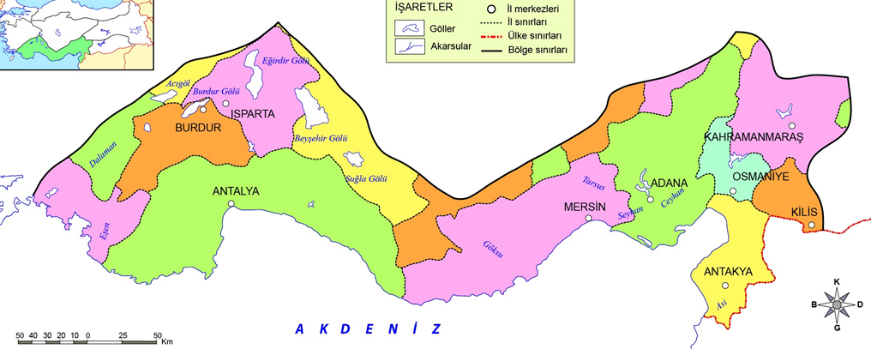 İŞARETLER
Göller
Akarsular
İl merkezleri
İl sınırları
Ülke sınırları
Bölge sınırları
Eğirdir Gölü
Acıgöl
Burdur Gölü
ISPARTA
BURDUR
Beyşehir Gölü
Dalaman
Suğla Gölü
ANTALYA
Eşen
KAHRAMANMARAŞ
OSMANİYE
ADANA
Tarsus
Ceyhan
Seyhan
MERSİN
KİLİS
Göksu
ANTAKYA
Asi
K
B
D
G
AKDENİZ
50 40 30 20 10 0 25 50
Km